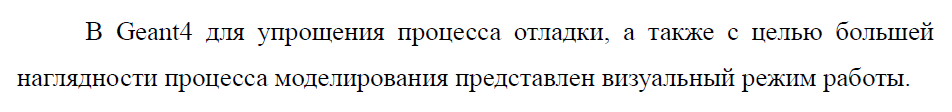 В Geant4 для упрощения процесса отладки, а также с целью большей
наглядности процесса моделирования представлен визуальный режим работы.